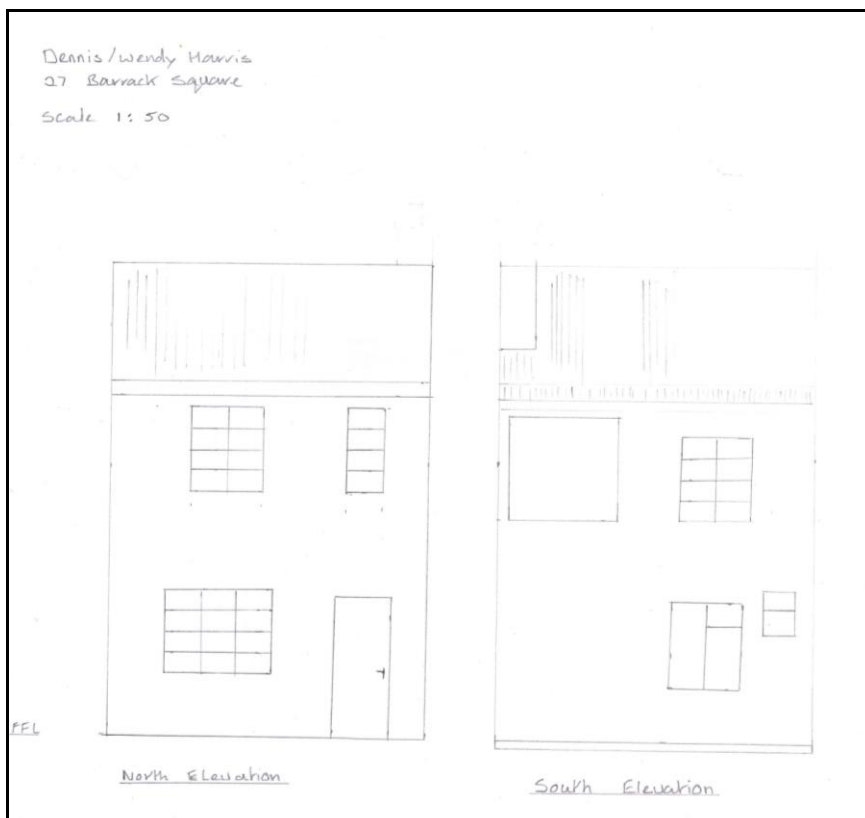 Dennis/Wendy Harris
27 Barrack Square
Scale 1:50
FFL
North Elevation
South Elevation